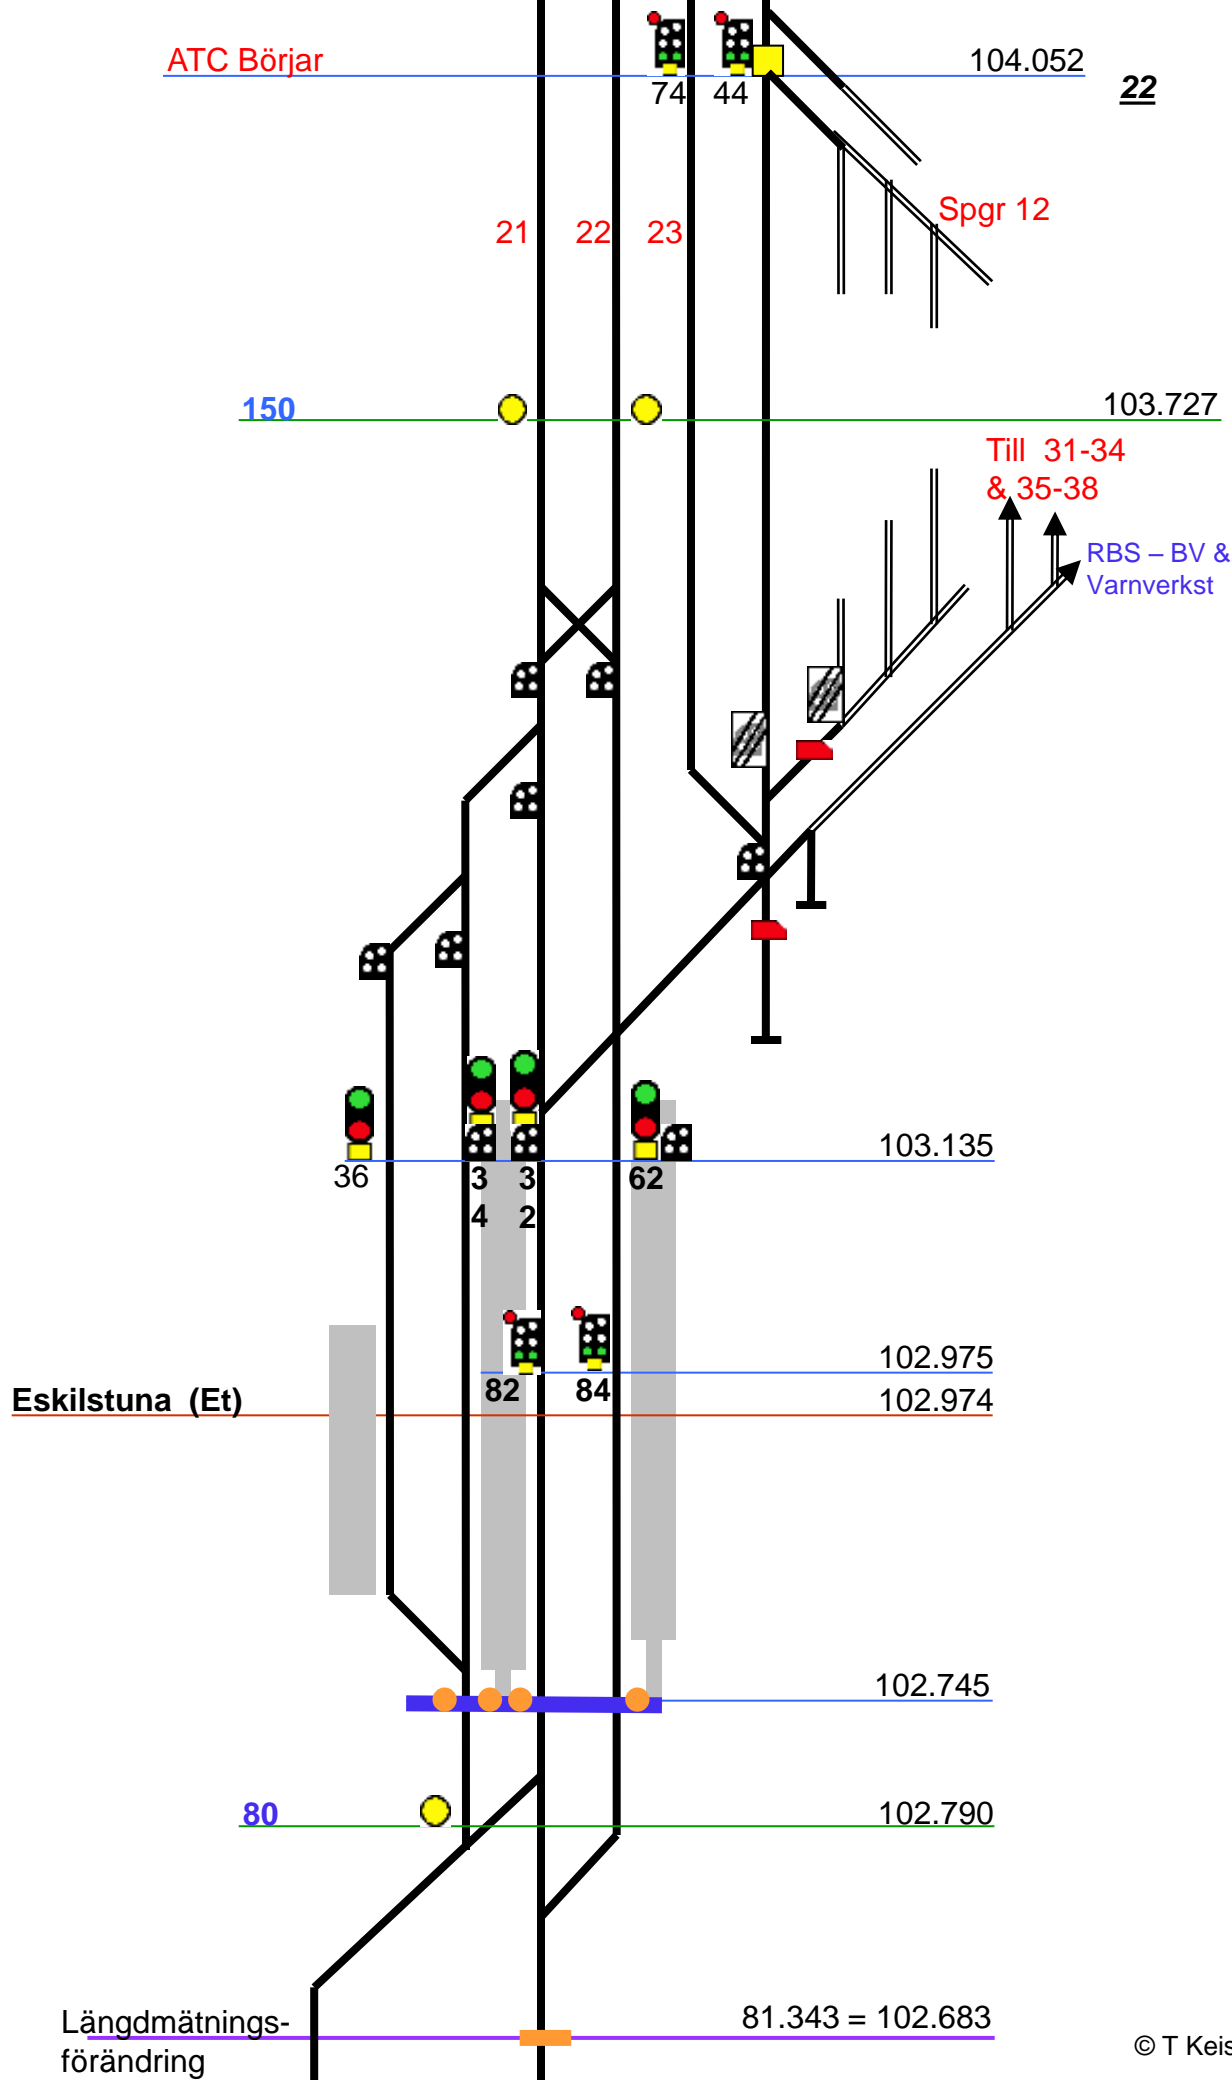 ATC Börjar
104.052
22
74
44
Spgr 12
21
22
23
150
103.727
Till 31-34
& 35-38
RBS – BV &
Varnverkst
103.135
36
3
4
3
2
62
102.975
82
84
Eskilstuna (Et)
102.974
102.745
80
102.790
Längdmätnings-
förändring
81.343 = 102.683
© T Keis